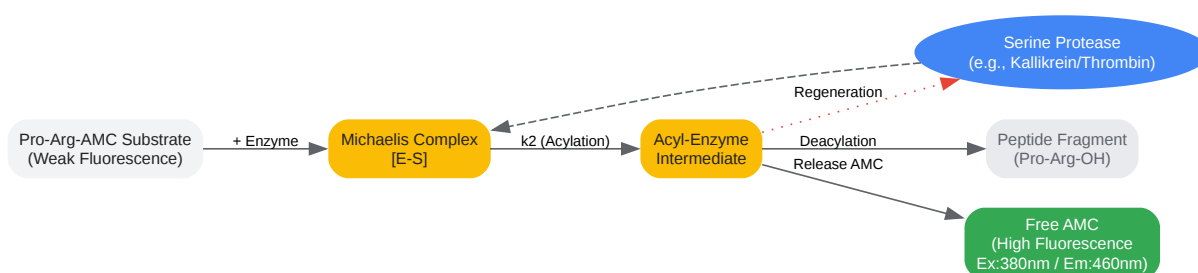 Serine Protease
(e.g., Kallikrein/Thrombin)
Regeneration
Pro-Arg-AMC Substrate
(Weak Fluorescence)
+ Enzyme
Michaelis Complex
[E-S]
k2 (Acylation)
Acyl-Enzyme
Intermediate
Deacylation
Release AMC
Peptide Fragment
(Pro-Arg-OH)
Free AMC
(High Fluorescence
Ex:380nm / Em:460nm)